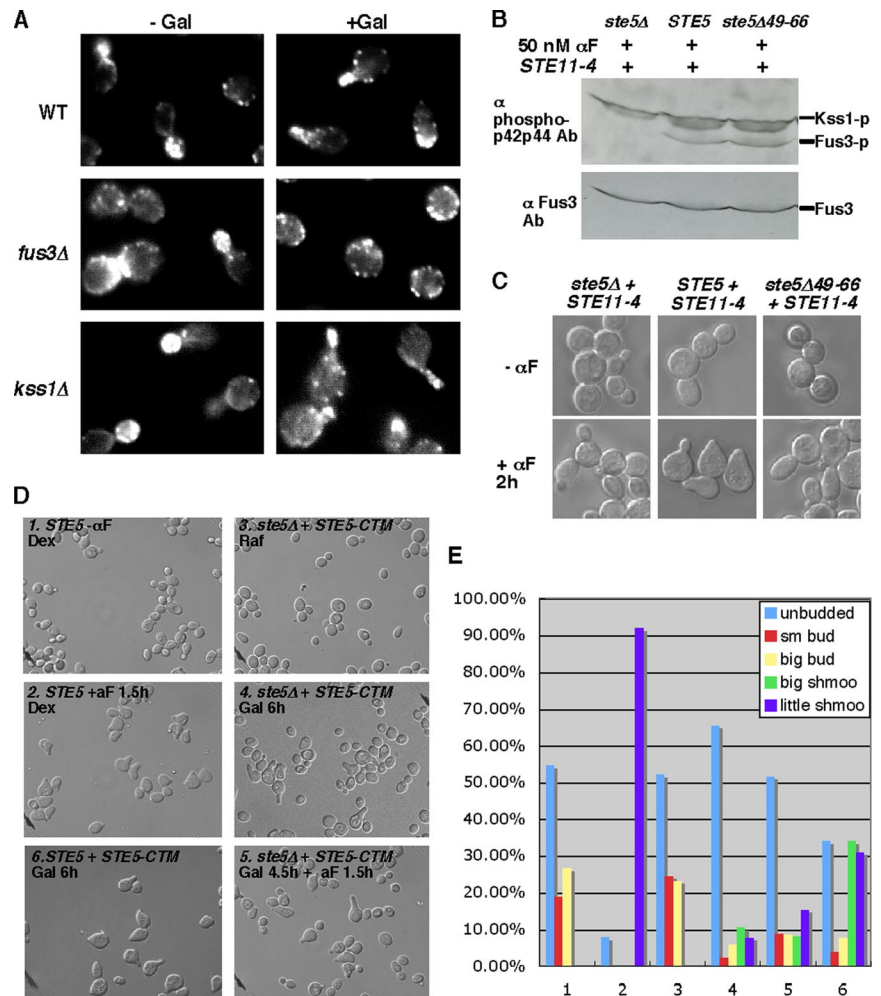 A
- Gal
+Gal
WT
fus3Δ
kss1Δ
B
ste5Δ STE5 ste5Δ49-66
50 nM αF + + +
STE11-4 + + +
α
phospho-
p42p44 Ab
Kss1-p
Fus3-p
α Fus3
Ab
Fus3
C
ste5Δ +
STE11-4
STE5 +
STE11-4
ste5Δ49-66
+ STE11-4
- αF
+ αF
2h
D
1. STE5 -αF
Dex
3. ste5Δ + STE5-CTM
Raf
2. STE5 +aF 1.5h
Dex
4. ste5Δ + STE5-CTM
Gal 6h
6.STE5 + STE5-CTM
Gal 6h
5. ste5Δ + STE5-CTM
Gal 4.5h + aF 1.5h
E
100.00%
90.00%
80.00%
70.00%
60.00%
50.00%
40.00%
30.00%
20.00%
10.00%
0.00%
unbudded
sm bud
big bud
big shmoo
little shmoo
1 2 3 4 5 6